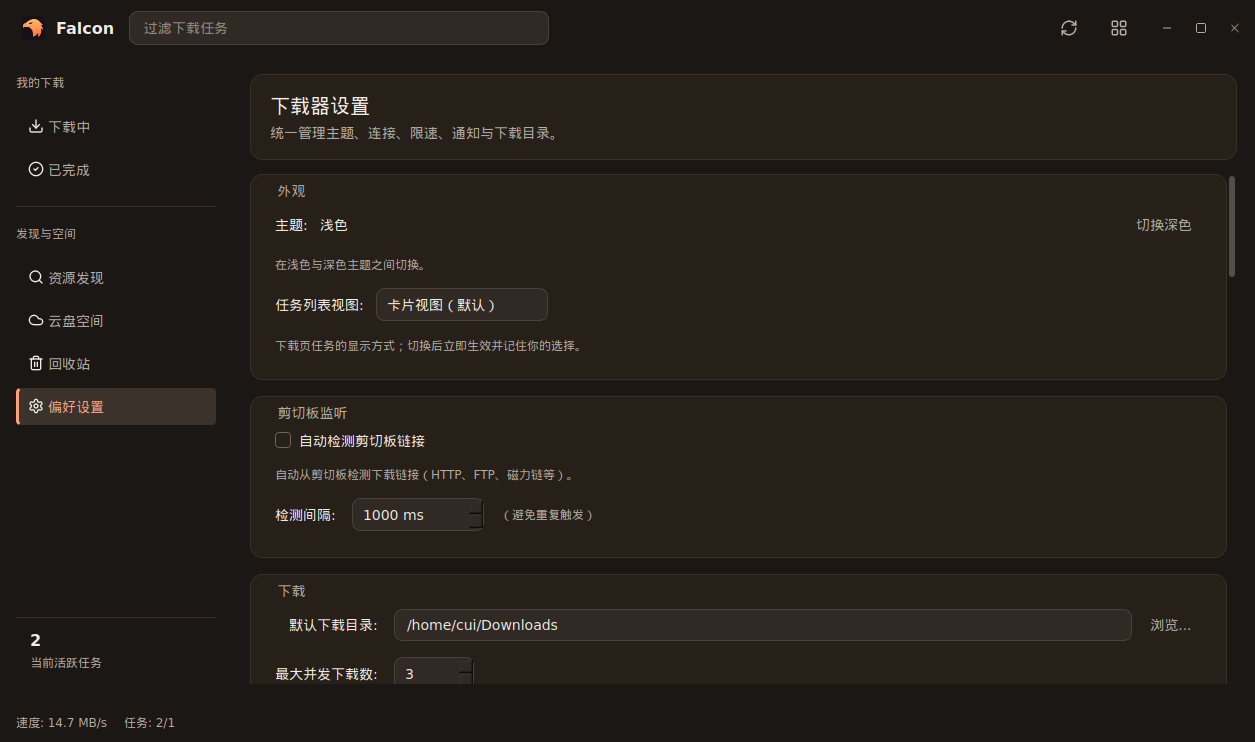 Falcon
过滤下载任务
我的下载
下载中
已完成
发现与空间
资源发现
云盘空间
回收站
偏好设置
2
当前活跃任务
速度: 14.7 MB/s 任务: 2/1
下载器设置
统一管理主题、连接、限速、通知与下载目录。
外观
主题: 浅色 切换深色
在浅色与深色主题之间切换。
任务列表视图: 卡片视图（默认）
下载页任务的显示方式；切换后立即生效并记住你的选择。
剪切板监听
自动检测剪切板链接
自动从剪切板检测下载链接（HTTP、FTP、磁力链等）。
检测间隔: 1000 ms （避免重复触发）
下载
默认下载目录: /home/cui/Downloads 浏览...
最大并发下载数: 3